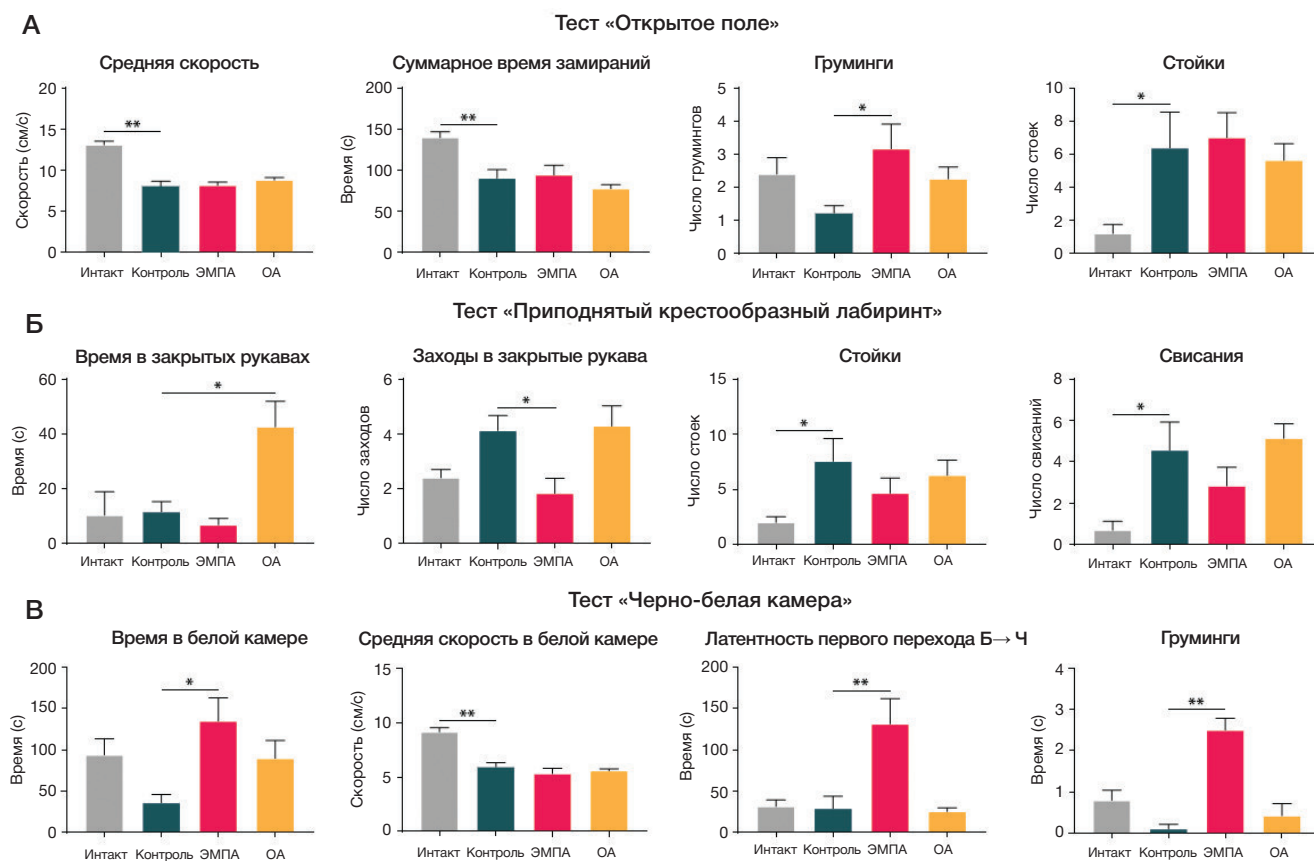 А
Тест «Открытое поле»
Средняя скорость
Скорость (см/с)
20
15
10
5
0
Интакт Контроль ЭМПА ОА
**
Суммарное время замираний
Время (с)
200
150
100
50
0
Интакт Контроль ЭМПА ОА
**
Груминги
Число грумингов
5
4
3
2
1
0
Интакт Контроль ЭМПА ОА
*
Стойки
Число стоек
10
8
6
4
2
0
Интакт Контроль ЭМПА ОА
*
Б
Тест «Приподнятый крестообразный лабиринт»
Время в закрытых рукавах
Время (с)
60
40
20
0
Интакт Контроль ЭМПА ОА
*
Заходы в закрытые рукава
Число заходов
6
4
2
0
Интакт Контроль ЭМПА ОА
*
Стойки
Число стоек
15
10
5
0
Интакт Контроль ЭМПА ОА
*
Свисания
Число свисаний
8
6
4
2
0
Интакт Контроль ЭМПА ОА
*
В
Тест «Черно-белая камера»
Время в белой камере
Время (с)
200
150
100
50
0
Интакт Контроль ЭМПА ОА
*
Средняя скорость в белой камере
Скорость (см/с)
15
10
5
0
Интакт Контроль ЭМПА ОА
**
Латентность первого перехода Б→ Ч
Время (с)
200
150
100
50
0
Интакт Контроль ЭМПА ОА
**
Груминги
Время (с)
4
3
2
1
0
Интакт Контроль ЭМПА ОА
**